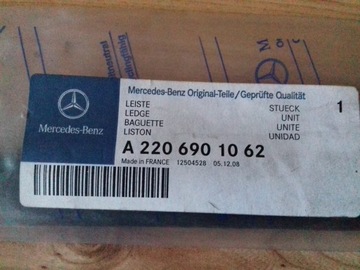 Mercedes-Benz Original-Teile/Geprüfte Qualität
LEISTE
LEDGE
BAGUETTE
LISTON
STUECK
UNIT
UNITE
UNIDAD
1
Mercedes-Benz
A 220 690 10 62
Made in FRANCE 12504528 05.12.08